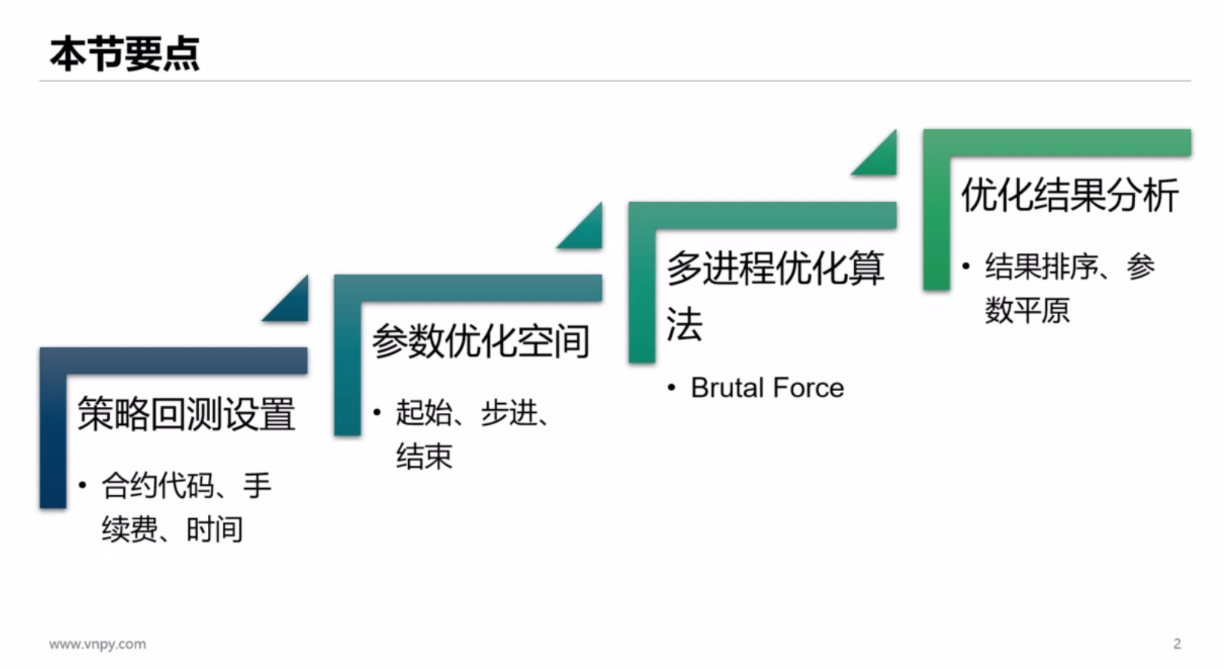 本节要点
策略回测设置
• 合约代码、手
续费、时间
参数优化空间
• 起始、步进、
结束
多进程优化算
法
• Brutal Force
优化结果分析
• 结果排序、参
数平原
www.vnpy.com
2